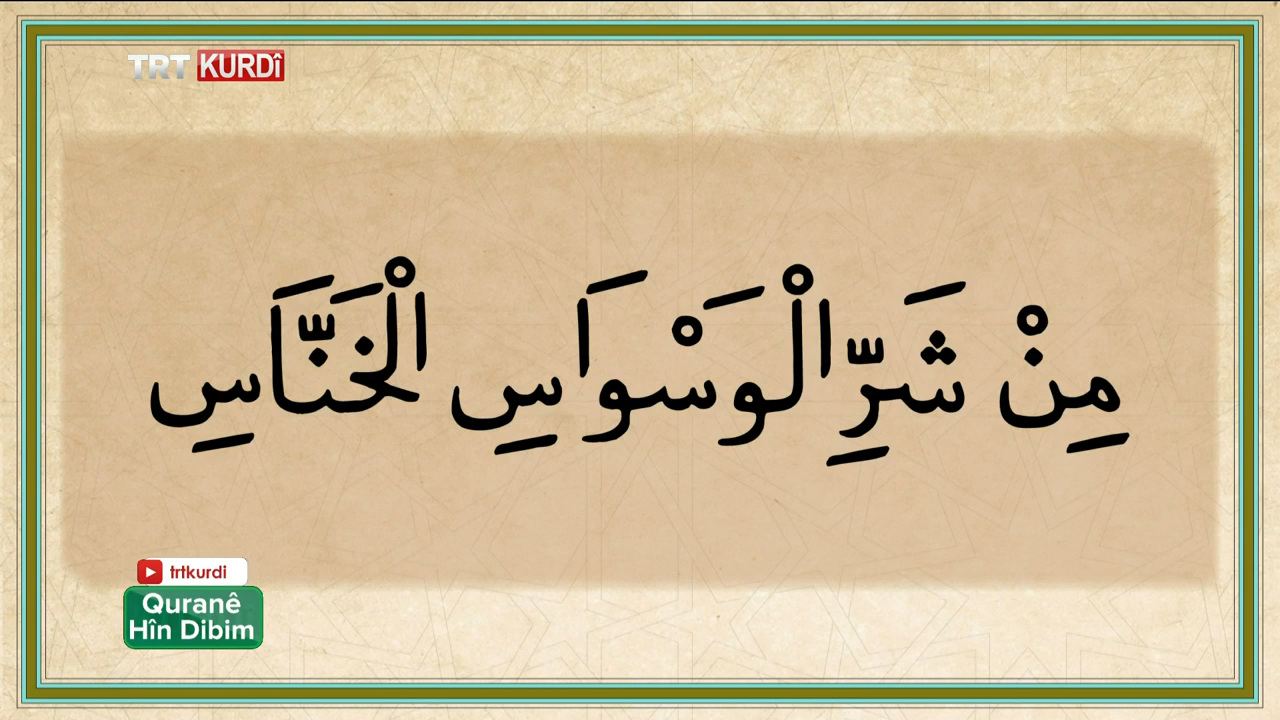 TRT KURDÎ
مِنْ شَرِّ الْوَسْوَاسِ الْخَنَّاسِ
trtkurdi
Quranê
Hîn Dibim